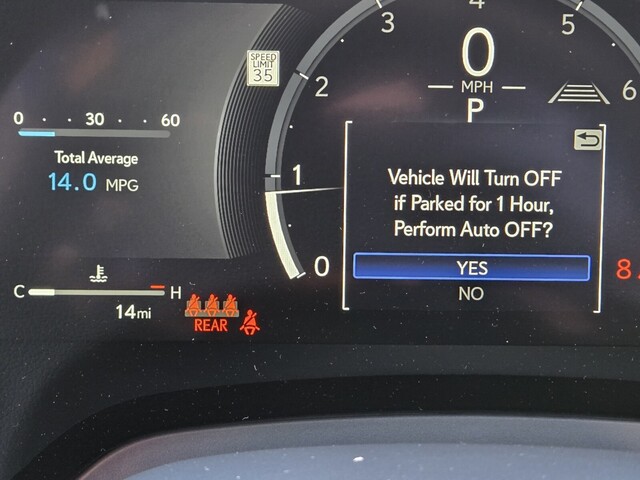 SPEED
LIMIT
35
0 30 60
Total Average
14.0 MPG
C H
14mi
REAR
0
1
2
3
4
5
6
0
MPH
P
Vehicle Will Turn OFF
if Parked for 1 Hour,
Perform Auto OFF?
YES
NO
8